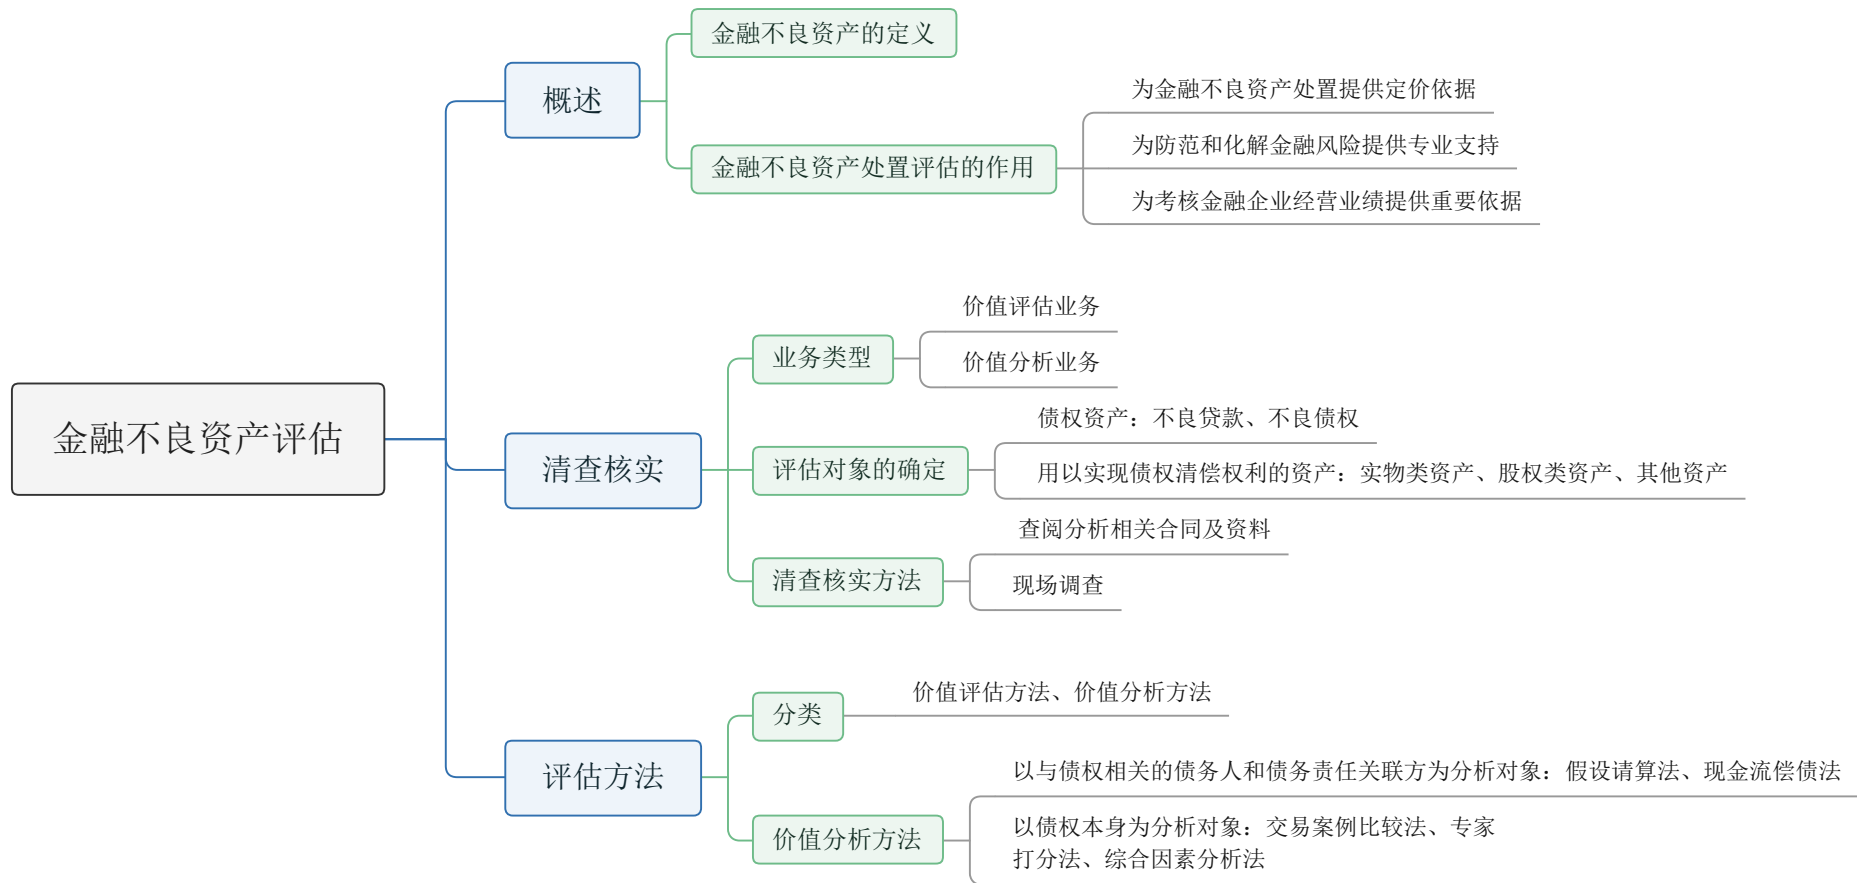 金融不良资产评估
概述
金融不良资产的定义
金融不良资产处置评估的作用
为金融不良资产处置提供定价依据
为防范和化解金融风险提供专业支持
为考核金融企业经营业绩提供重要依据
清查核实
业务类型
价值评估业务
价值分析业务
评估对象的确定
债权资产：不良贷款、不良债权
用以实现债权清偿权利的资产：实物类资产、股权类资产、其他资产
清查核实方法
查阅分析相关合同及资料
现场调查
评估方法
分类
价值评估方法、价值分析方法
价值分析方法
以与债权相关的债务人和债务责任关联方为分析对象：假设请算法、现金流偿债法
以债权本身为分析对象：交易案例比较法、专家
打分法、综合因素分析法